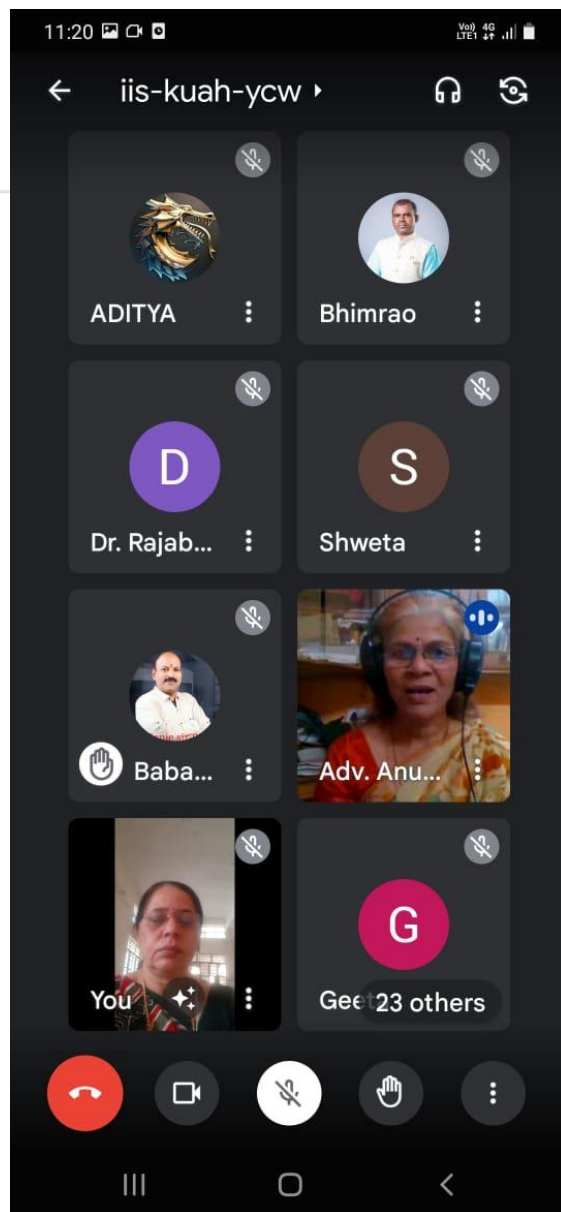 11:20 Vo)) 4G
LTE1
iis-kuah-ycw
ADITYA
Bhimrao
D
Dr. Rajab...
S
Shweta
Baba...
Adv. Anu...
You
G
Gee
23 others